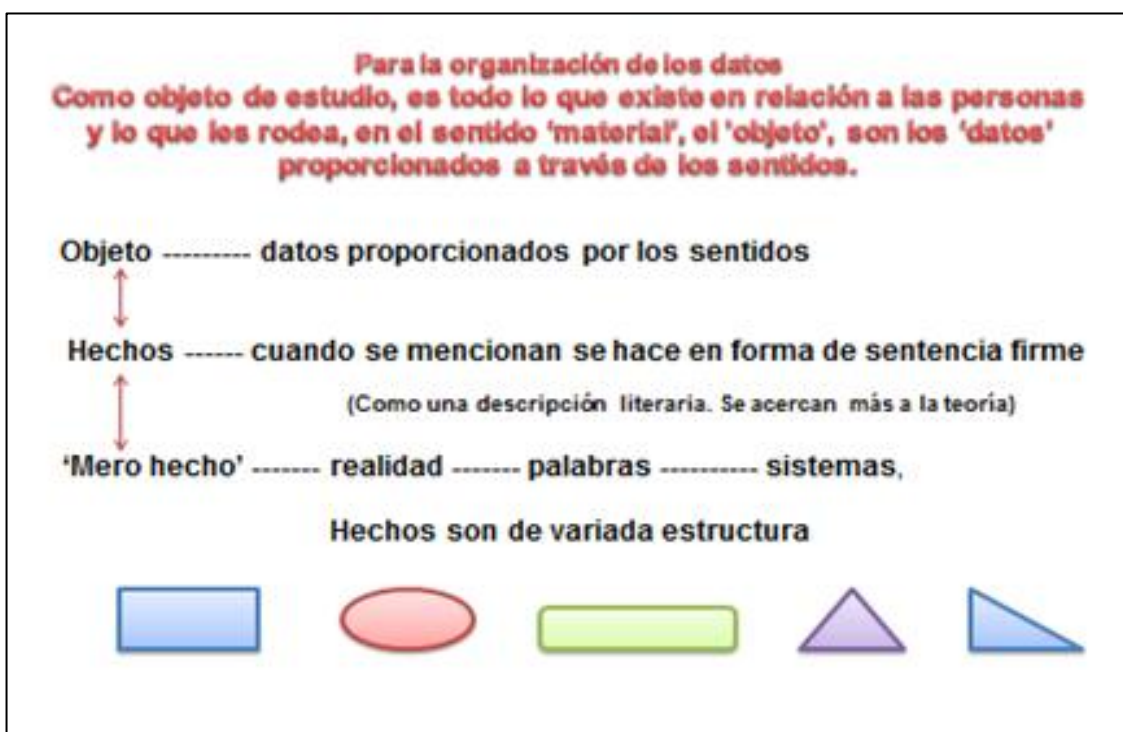 Para la organización de los datos
Como objeto de estudio, es todo lo que existe en relación a las personas
y lo que les rodea, en el sentido ‘material’, el 'objeto', son los ‘datos’
proporcionados a través de los sentidos.
Objeto --------- datos proporcionados por los sentidos
Hechos ------ cuando se mencionan se hace en forma de sentencia firme
(Como una descripción literaria. Se acercan más a la teoría)
‘Mero hecho’ ------- realidad ------- palabras ---------- sistemas,
Hechos son de variada estructura